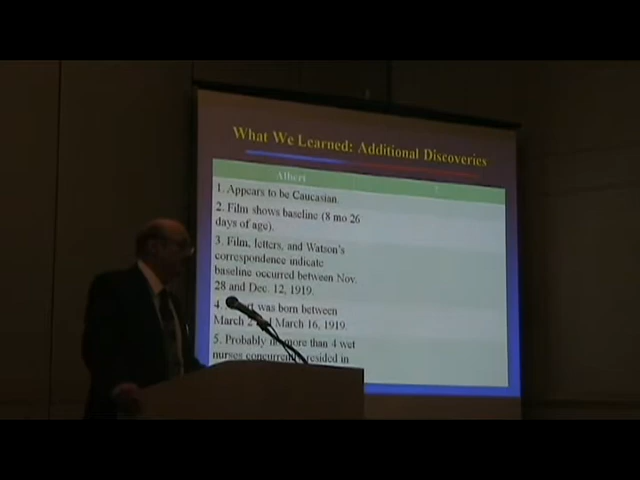 What We Learned: Additional Discoveries
Albert
?
1. Appears to be Caucasian.
2. Film shows baseline (8 mo 26
days of age).
3. Film, letters, and Watson's
correspondence indicate
baseline occurred between Nov.
28 and Dec. 12, 1919.
4. was born between
March 2 March 16, 1919.
5. Probably no more than 4 wet
nurses concurrently resided in